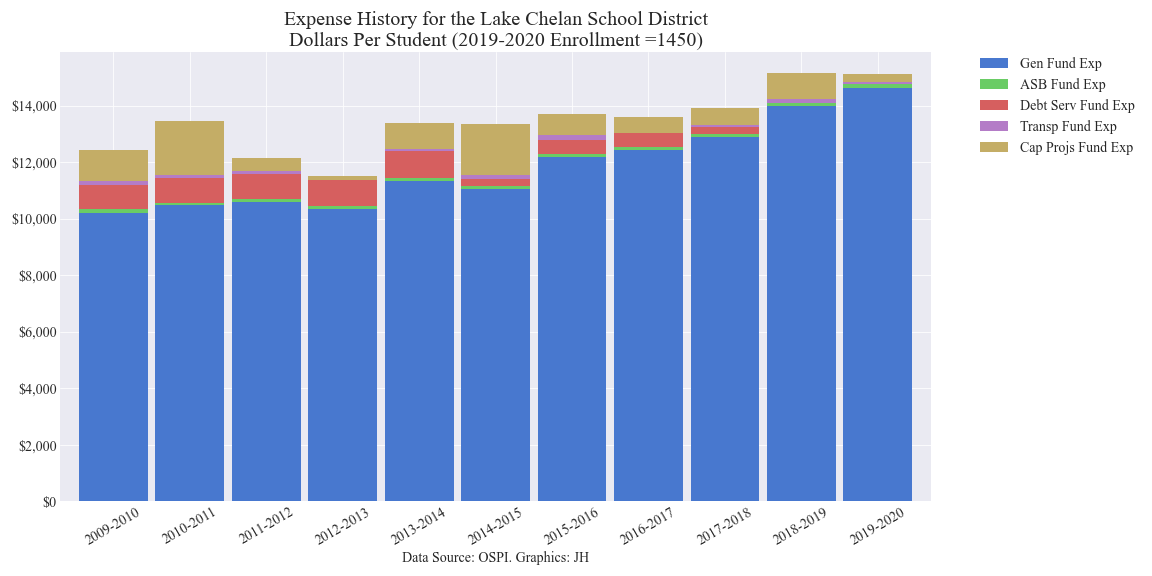 Expense History for the Lake Chelan School District
Dollars Per Student (2019-2020 Enrollment =1450)
Gen Fund Exp
ASB Fund Exp
Debt Serv Fund Exp
Transp Fund Exp
Cap Projs Fund Exp
$14,000
$12,000
$10,000
$8,000
$6,000
$4,000
$2,000
$0
2009-2010
2010-2011
2011-2012
2012-2013
2013-2014
2014-2015
2015-2016
2016-2017
2017-2018
2018-2019
2019-2020
Data Source: OSPI. Graphics: JH